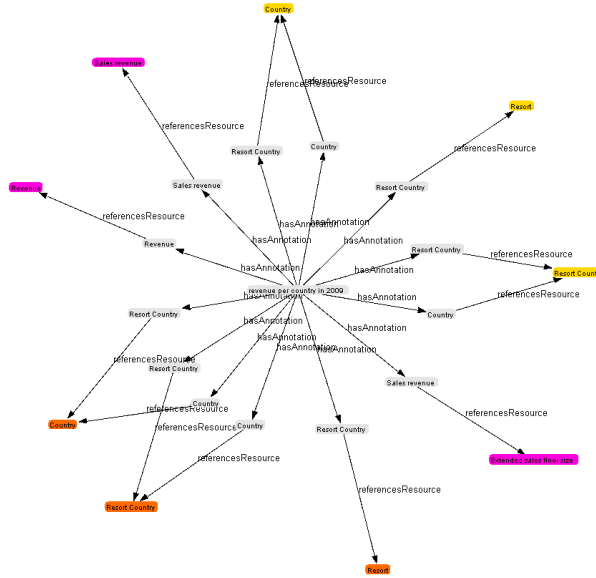 Country
Sales revenue
referencesResource
referencesResource
Resort
referencesResource
Resort Country
Country
referencesResource
Sales revenue
Resort Country
Revenue
referencesResource
hasAnnotation
hasAnnotation
Revenue
hasAnnotation
Resort Country
referencesResource
hasAnnotation
hasAnnotation
Resort Count
revenue per country in 2009
hasAnnotation
hasAnnotation
referencesResource
Resort Country
Country
hasAnnotation
hasAnnotation
hasAnnotation
hasAnnotation
hasAnnotation
referencesResource
Resort Country
Sales revenue
Country
referencesResource
referencesResource
Country
referencesResource
Country
Resort Country
referencesResource
Extended sales floor size
referencesResource
Resort Country
Resort